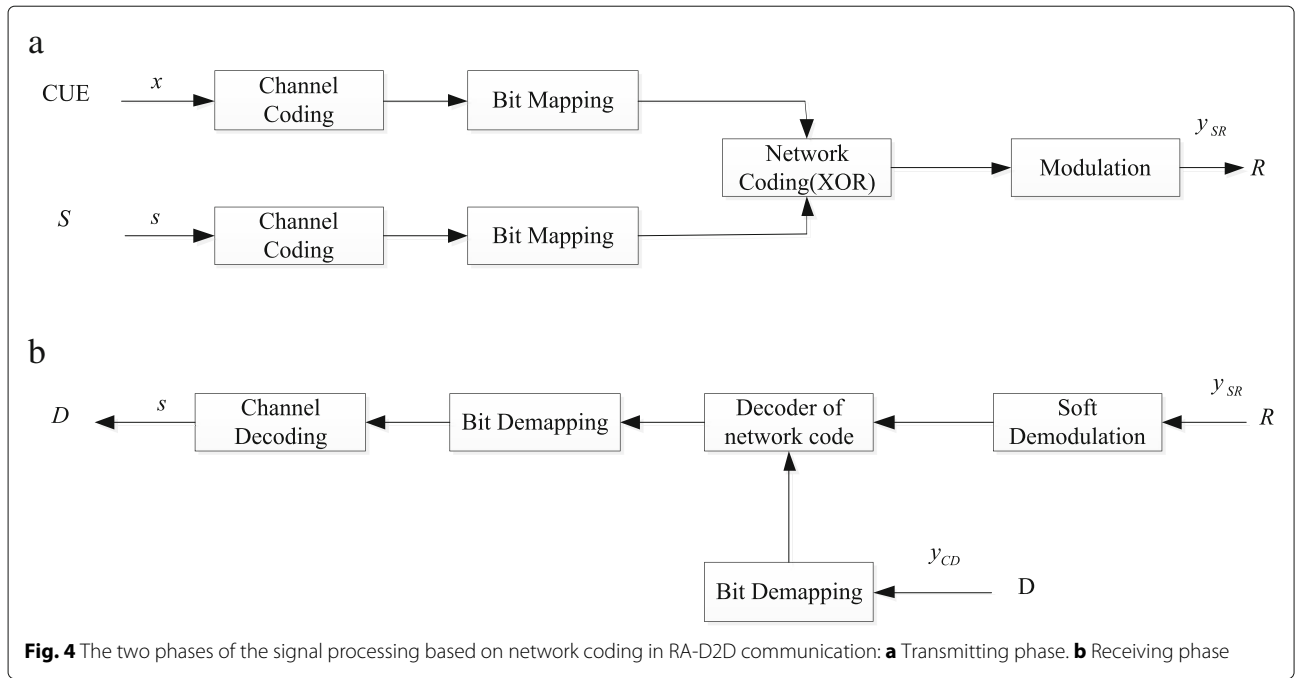 a
CUE
x
Channel
Coding
Bit Mapping
Network
Coding(XOR)
Modulation
y_SR
R
S
s
Channel
Coding
Bit Mapping
b
D
s
Channel
Decoding
Bit Demapping
Decoder of
network code
Soft
Demodulation
y_SR
R
Bit Demapping
y_CD
D
Fig. 4 The two phases of the signal processing based on network coding in RA-D2D communication: a Transmitting phase. b Receiving phase